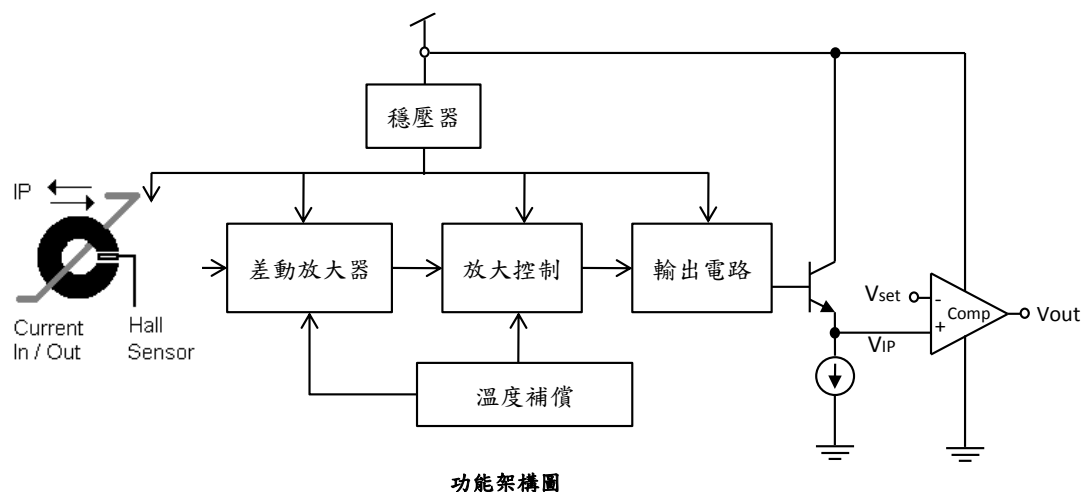 穩壓器
IP
差動放大器
放大控制
輸出電路
Vset
-
Comp
+
Vout
VIP
Current
In / Out
Hall
Sensor
溫度補償
功能架構圖